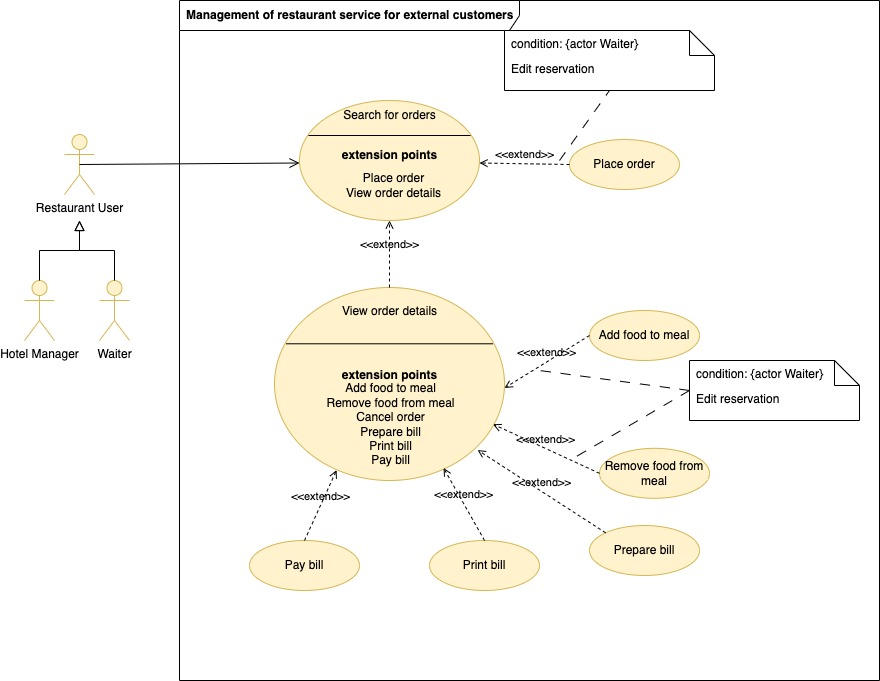 Management of restaurant service for external customers
condition: {actor Waiter}
Edit reservation
Search for orders
extension points
Place order
View order details
<<extend>>
Place order
Restaurant User
<<extend>>
Hotel Manager
Waiter
View order details
extension points
Add food to meal
Remove food from meal
Cancel order
Prepare bill
Print bill
Pay bill
Add food to meal
<<extend>>
condition: {actor Waiter}
Edit reservation
<<extend>>
Remove food from
meal
<<extend>>
<<extend>>
<<extend>>
Prepare bill
Pay bill
Print bill